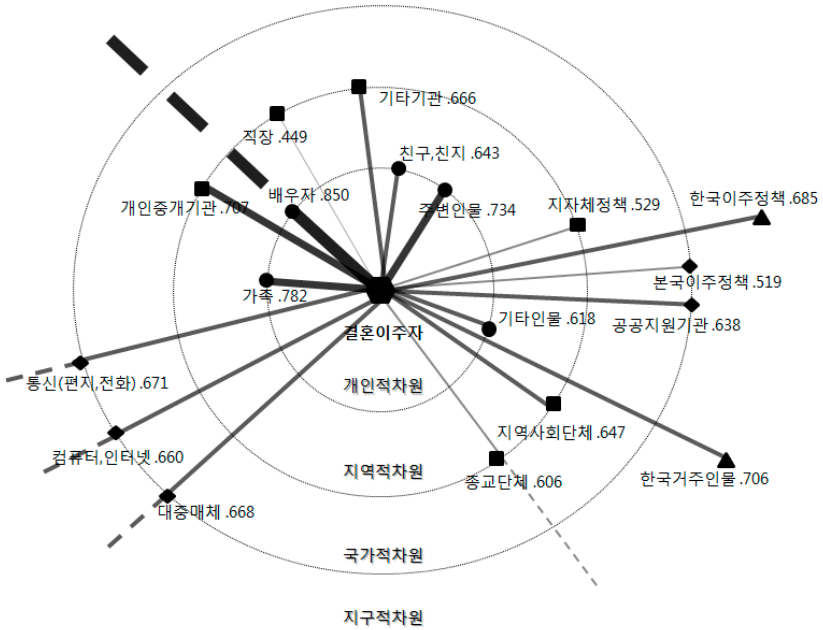 기타기관 .666
직장 .449
친구,친지 .643
배우자 .850
개인중개기관 .707
주변인물 .734
지자체정책 .529
한국이주정책 .685
본국이주정책 .519
가족 .782
기타인물 .618
공공지원기관 .638
결혼이주자
개인적차원
통신(편지,전화) .671
지역사회단체 .647
컴퓨터,인터넷 .660
지역적차원
종교단체 .606
한국거주인물 .706
대중매체 .668
국가적차원
지구적차원